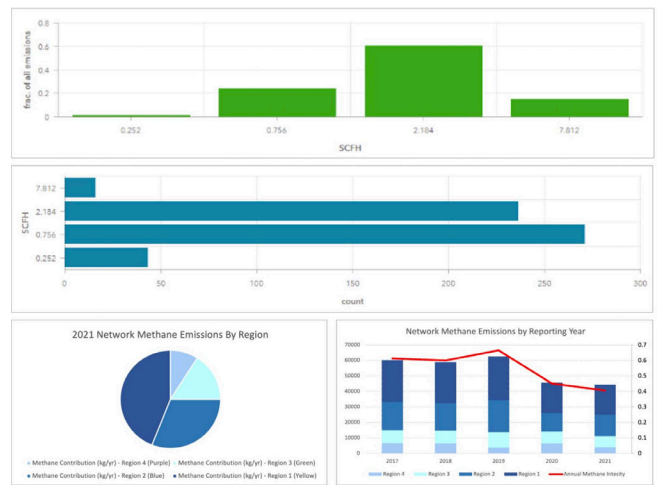 0.8
0.6
0.4
0.2
0
frac. of all emissions
0.252 0.756 2.184 7.812
SCFH
7.812
2.184
0.756
0.252
SCFH
0 50 100 150 200 250 300
count
2021 Network Methane Emissions By Region
Methane Contribution (kg/yr) - Region 4 (Purple) Methane Contribution (kg/yr) - Region 3 (Green)
Methane Contribution (kg/yr) - Region 2 (Blue) Methane Contribution (kg/yr) - Region 1 (Yellow)
Network Methane Emissions by Reporting Year
70000 0.7
60000 0.6
50000 0.5
40000 0.4
30000 0.3
20000 0.2
10000 0.1
0 0
2017 2018 2019 2020 2021
Region 4 Region 3 Region 2 Region 1 Annual Methane Intesity